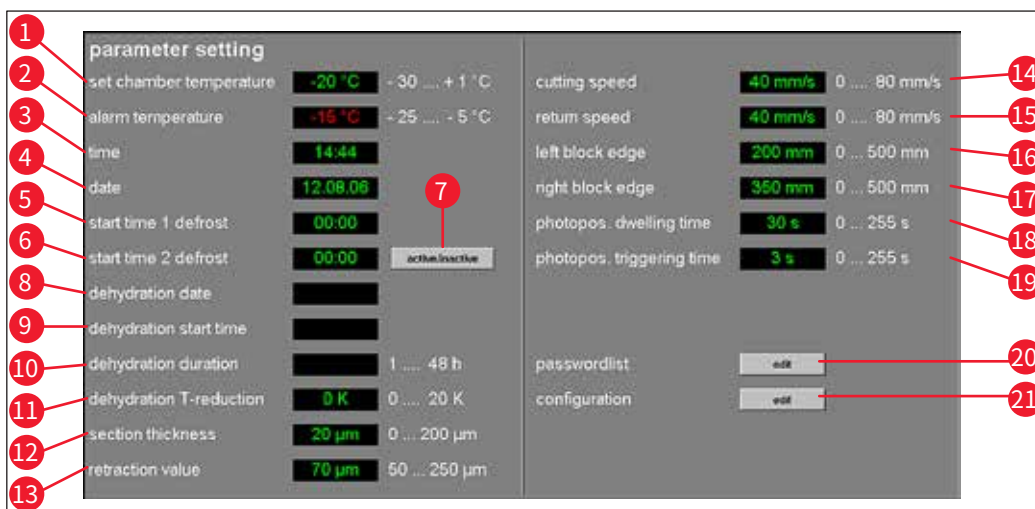 parameter setting
1 set chamber temperature -20 °C - 30 .... + 1 °C
2 alarm temperature -15 °C - 25 .... - 5 °C
3 time 14:44
4 date 12.08.06
5 start time 1 defrost 00:00
6 start time 2 defrost 00:00 7 active/inactive
8 dehydration date
9 dehydration start time
10 dehydration duration 1 .... 48 h
11 dehydration T-reduction 0 K 0 .... 20 K
12 section thickness 20 µm 0 ... 200 µm
13 retraction value 70 µm 50 ... 250 µm
cutting speed 40 mm/s 0 .... 80 mm/s 14
return speed 40 mm/s 0 .... 80 mm/s 15
left block edge 200 mm 0 ... 500 mm 16
right block edge 350 mm 0 ... 500 mm 17
photopos. dwelling time 30 s 0 ... 255 s 18
photopos. triggering time 3 s 0 ... 255 s 19
passwordlist edit 20
configuration edit 21